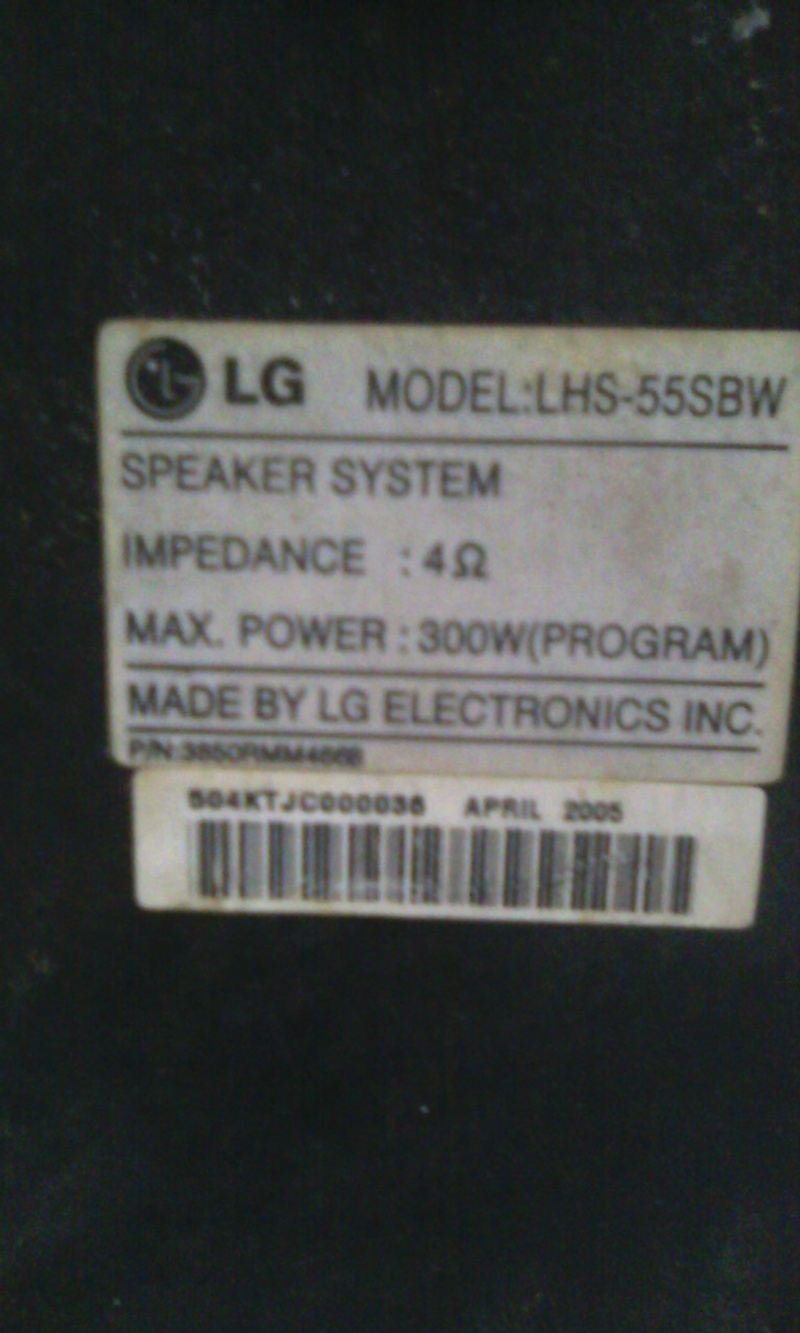 LG MODEL:LHS-55SBW
SPEAKER SYSTEM
IMPEDANCE : 4Ω
MAX. POWER : 300W(PROGRAM)
MADE BY LG ELECTRONICS INC.
504KTJC000038 APRIL 2005